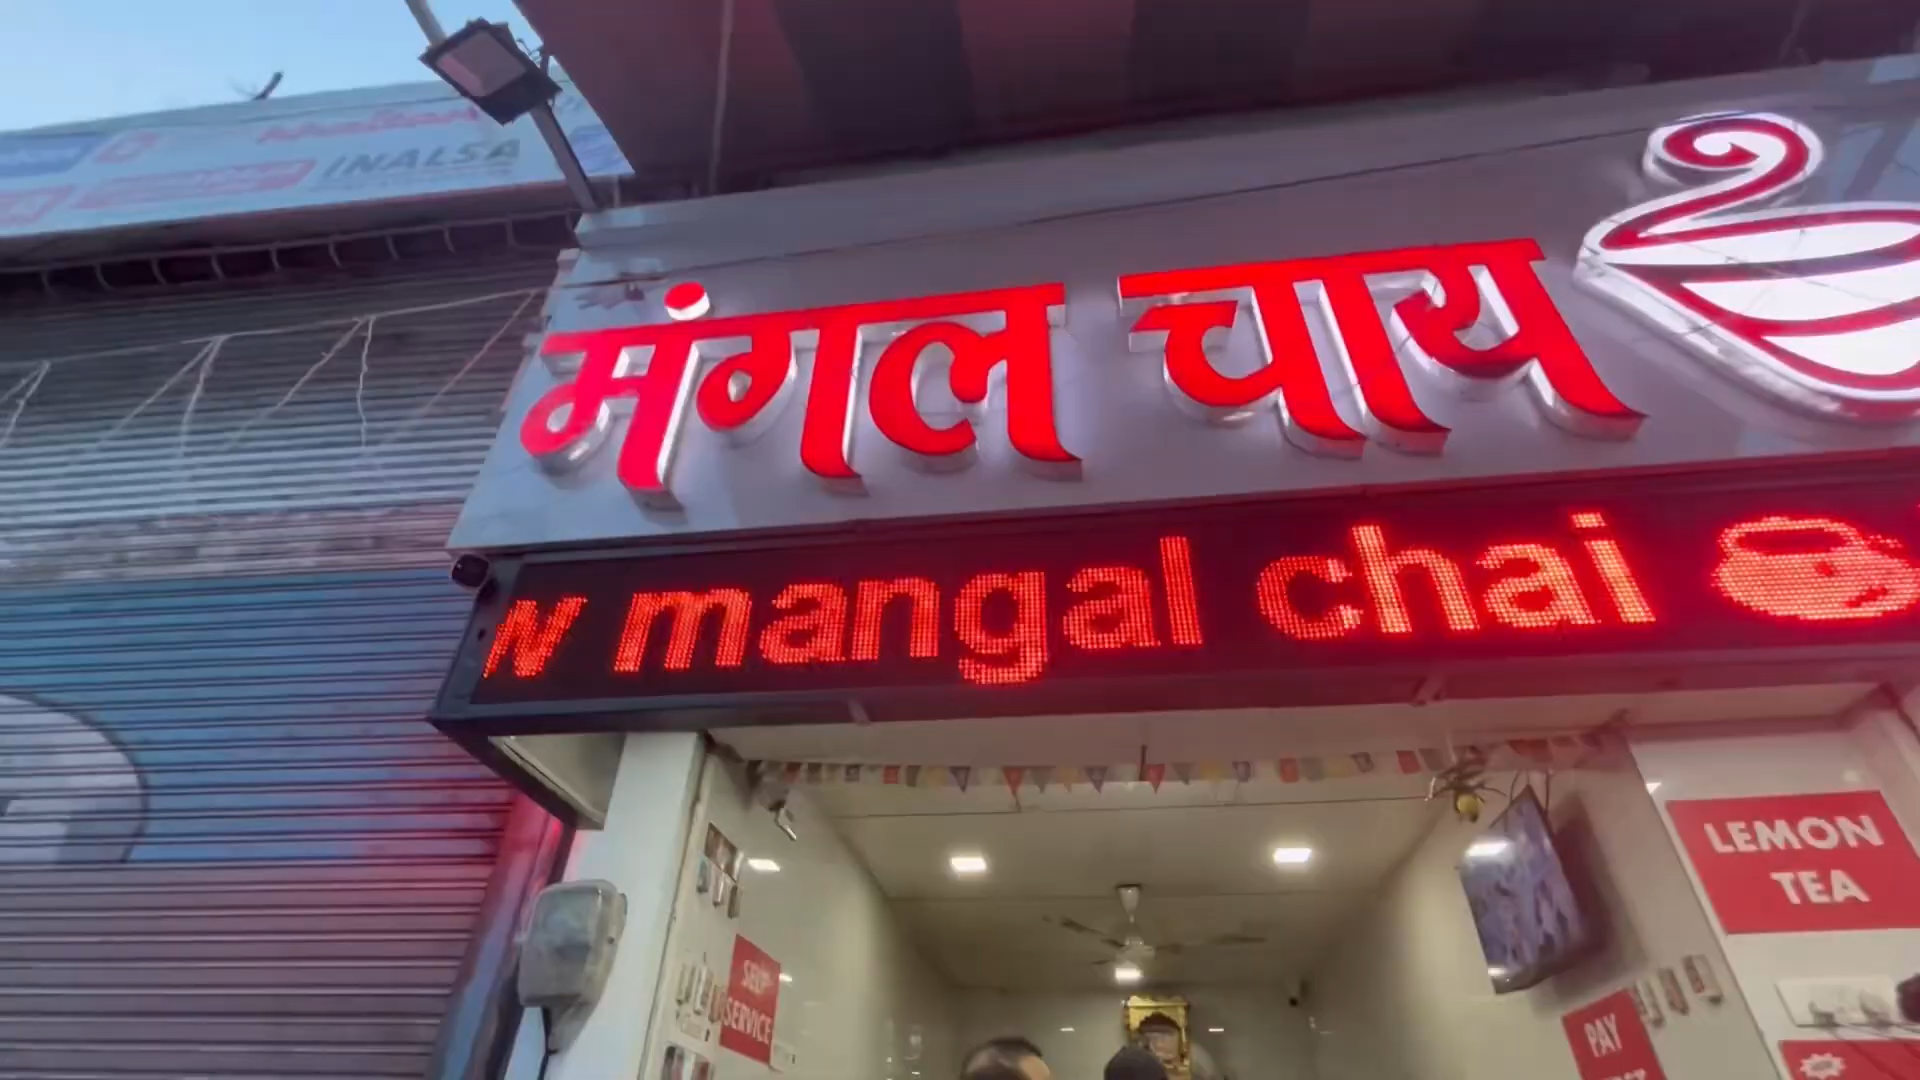 INALSA
मंगल चाय
mangal chai
LEMON
TEA
SELF
SERVICE
PAY